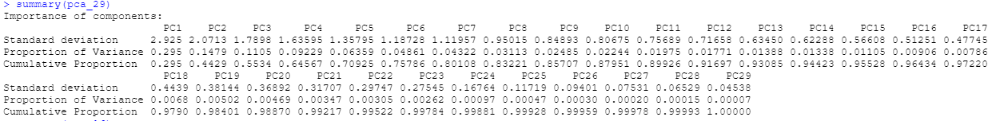 > summary(pca_29)
Importance of components:
PC1 PC2 PC3 PC4 PC5 PC6 PC7 PC8 PC9 PC10 PC11 PC12 PC13 PC14 PC15 PC16 PC17
Standard deviation 2.925 2.0713 1.7898 1.63595 1.35795 1.18728 1.11957 0.95015 0.84893 0.80675 0.75689 0.71658 0.63450 0.62288 0.56608 0.51251 0.47745
Proportion of Variance 0.295 0.1479 0.1105 0.09229 0.06359 0.04861 0.04322 0.03113 0.02485 0.02244 0.01975 0.01771 0.01388 0.01338 0.01105 0.00906 0.00786
Cumulative Proportion 0.295 0.4429 0.5534 0.64567 0.70925 0.75786 0.80108 0.83221 0.85707 0.87951 0.89926 0.91697 0.93085 0.94423 0.95528 0.96434 0.97220
PC18 PC19 PC20 PC21 PC22 PC23 PC24 PC25 PC26 PC27 PC28 PC29
Standard deviation 0.4439 0.38144 0.36892 0.31707 0.29747 0.27545 0.16764 0.11719 0.09401 0.07531 0.06529 0.04538
Proportion of Variance 0.0068 0.00502 0.00469 0.00347 0.00305 0.00262 0.00097 0.00047 0.00030 0.00020 0.00015 0.00007
Cumulative Proportion 0.9790 0.98401 0.98870 0.99217 0.99522 0.99784 0.99881 0.99928 0.99959 0.99978 0.99993 1.00000